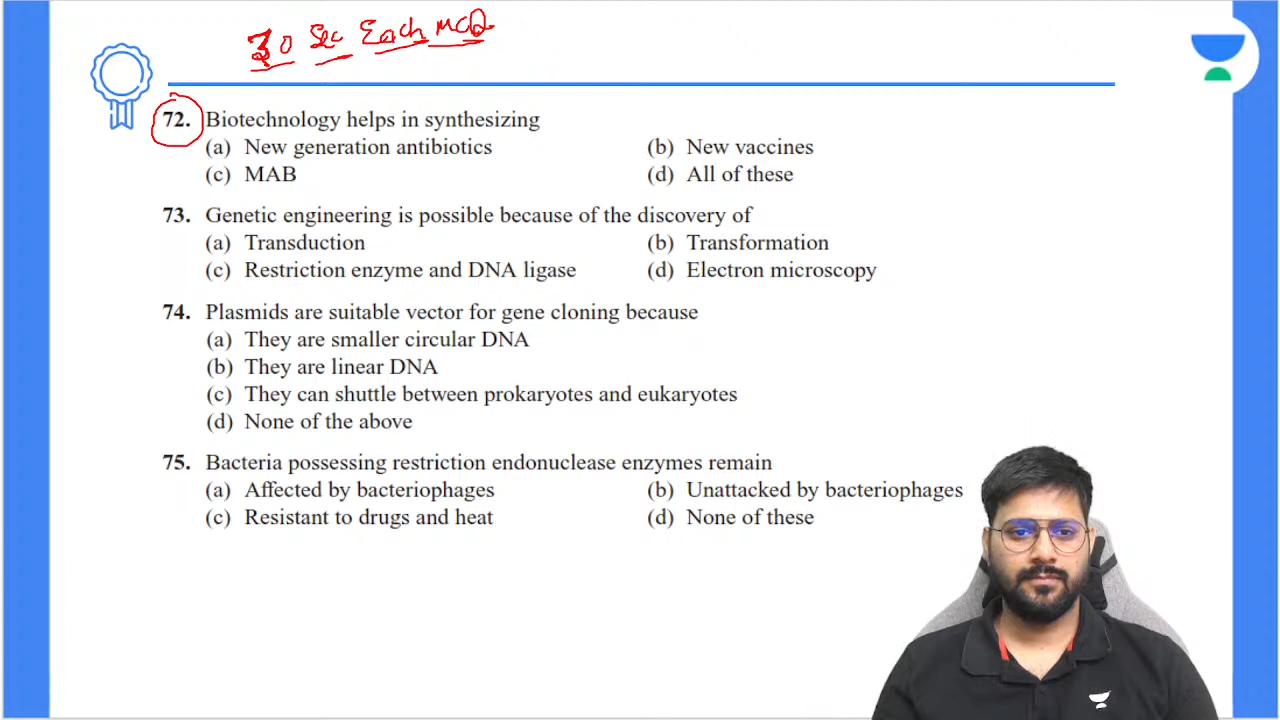 30 Sec Each MCQ
72. Biotechnology helps in synthesizing
(a) New generation antibiotics (b) New vaccines
(c) MAB (d) All of these
73. Genetic engineering is possible because of the discovery of
(a) Transduction (b) Transformation
(c) Restriction enzyme and DNA ligase (d) Electron microscopy
74. Plasmids are suitable vector for gene cloning because
(a) They are smaller circular DNA
(b) They are linear DNA
(c) They can shuttle between prokaryotes and eukaryotes
(d) None of the above
75. Bacteria possessing restriction endonuclease enzymes remain
(a) Affected by bacteriophages (b) Unattacked by bacteriophages
(c) Resistant to drugs and heat (d) None of these